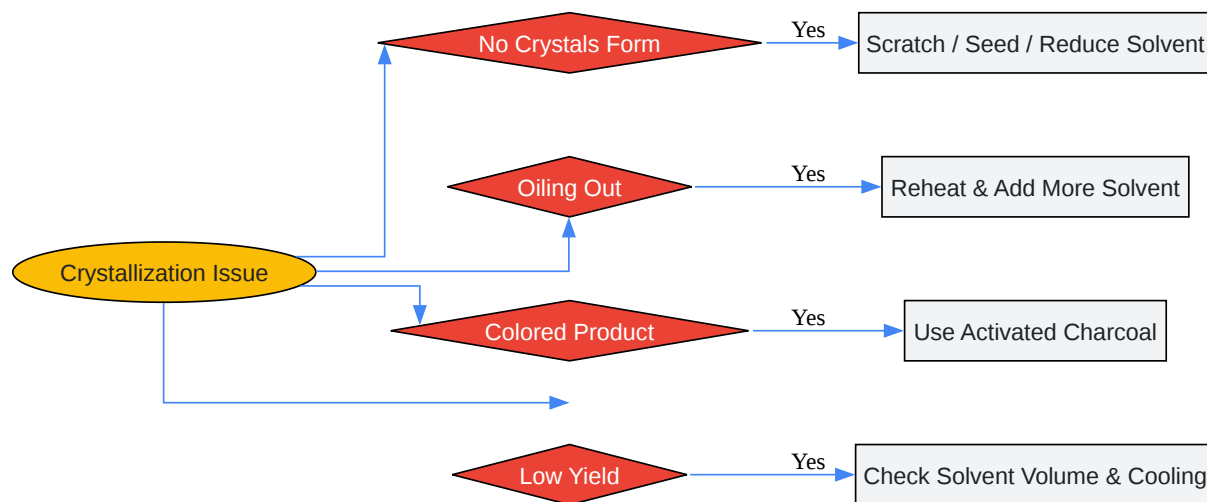 No Crystals Form
Yes
Scratch / Seed / Reduce Solvent
Oiling Out
Yes
Reheat & Add More Solvent
Crystallization Issue
Colored Product
Yes
Use Activated Charcoal
Low Yield
Yes
Check Solvent Volume & Cooling